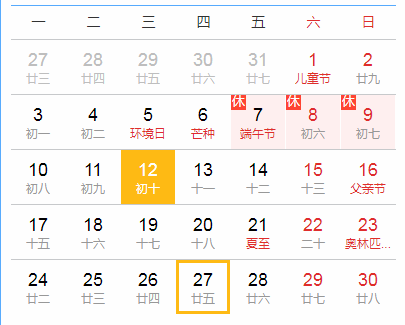 一 二 三 四 五 六 日
27 28 29 30 31 1 2
廿三 廿四 廿五 廿六 廿七 儿童节 廿九
休 休 休
3 4 5 6 7 8 9
初一 初二 环境日 芒种 端午节 初六 初七
10 11 12 13 14 15 16
初八 初九 初十 十一 十二 十三 父亲节
17 18 19 20 21 22 23
十五 十六 十七 十八 夏至 二十 奥林匹...
24 25 26 27 28 29 30
廿二 廿三 廿四 廿五 廿六 廿七 廿八